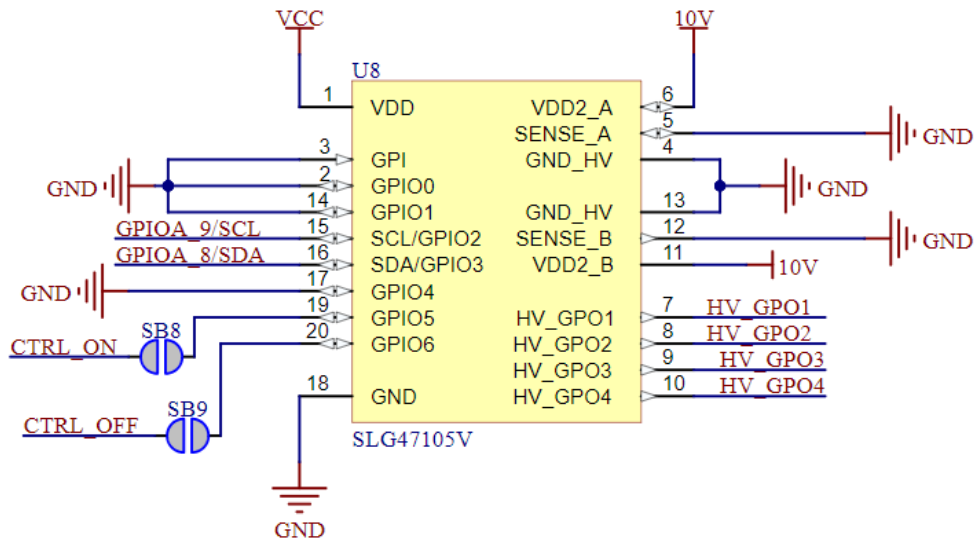 VCC
10V
U8
1 VDD
VDD2_A 6
SENSE_A 5
GND
3 GPI
GND_HV 4
GND
2 GPIO0
GND
14 GPIO1
GND_HV 13
GPIOA_9/SCL 15 SCL/GPIO2
SENSE_B 12
GND
GPIOA_8/SDA 16 SDA/GPIO3
VDD2_B 11
10V
GND
17 GPIO4
19 GPIO5
HV_GPO1 7 HV_GPO1
SB8
CTRL_ON
20 GPIO6
HV_GPO2 8 HV_GPO2
HV_GPO3 9 HV_GPO3
18 GND
HV_GPO4 10 HV_GPO4
SB9
CTRL_OFF
SLG47105V
GND